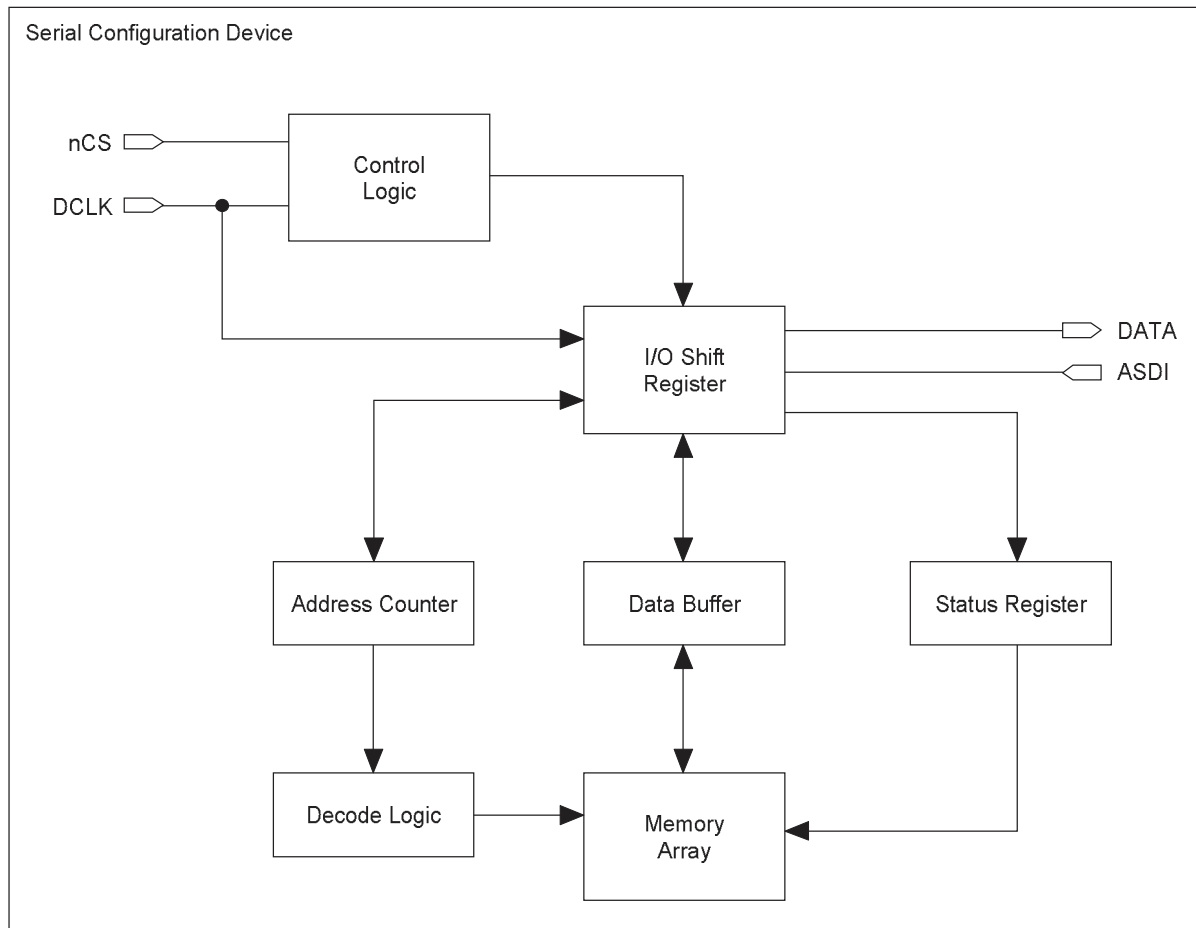 Serial Configuration Device
nCS
DCLK
Control
Logic
I/O Shift
Register
DATA
ASDI
Address Counter
Data Buffer
Status Register
Decode Logic
Memory
Array